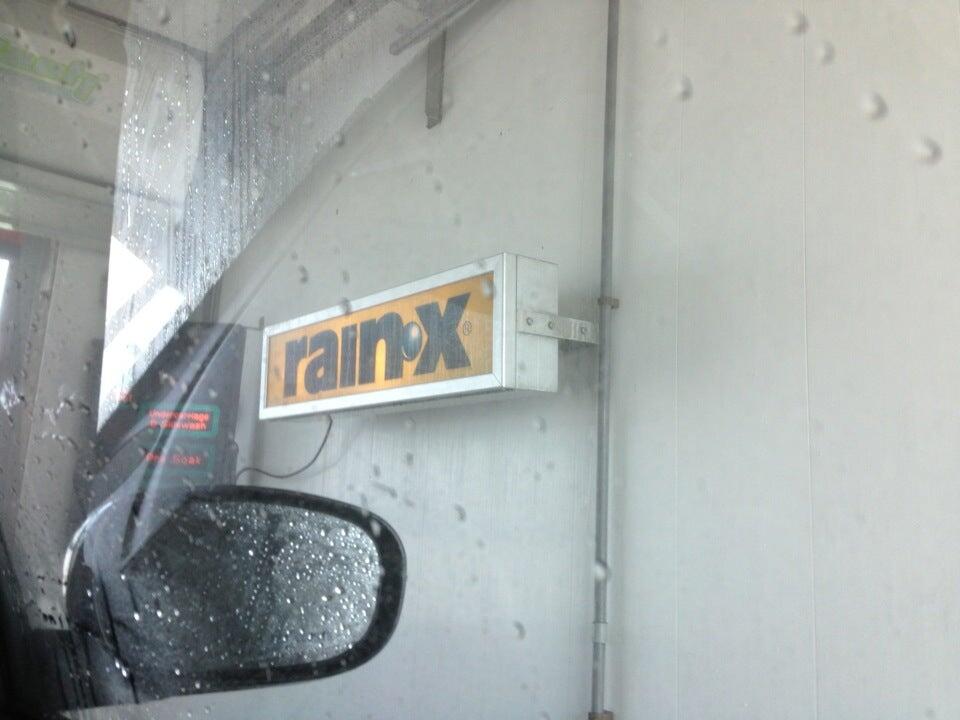 rain•x®
Undercarriage
& Sidewash
Pre Soak